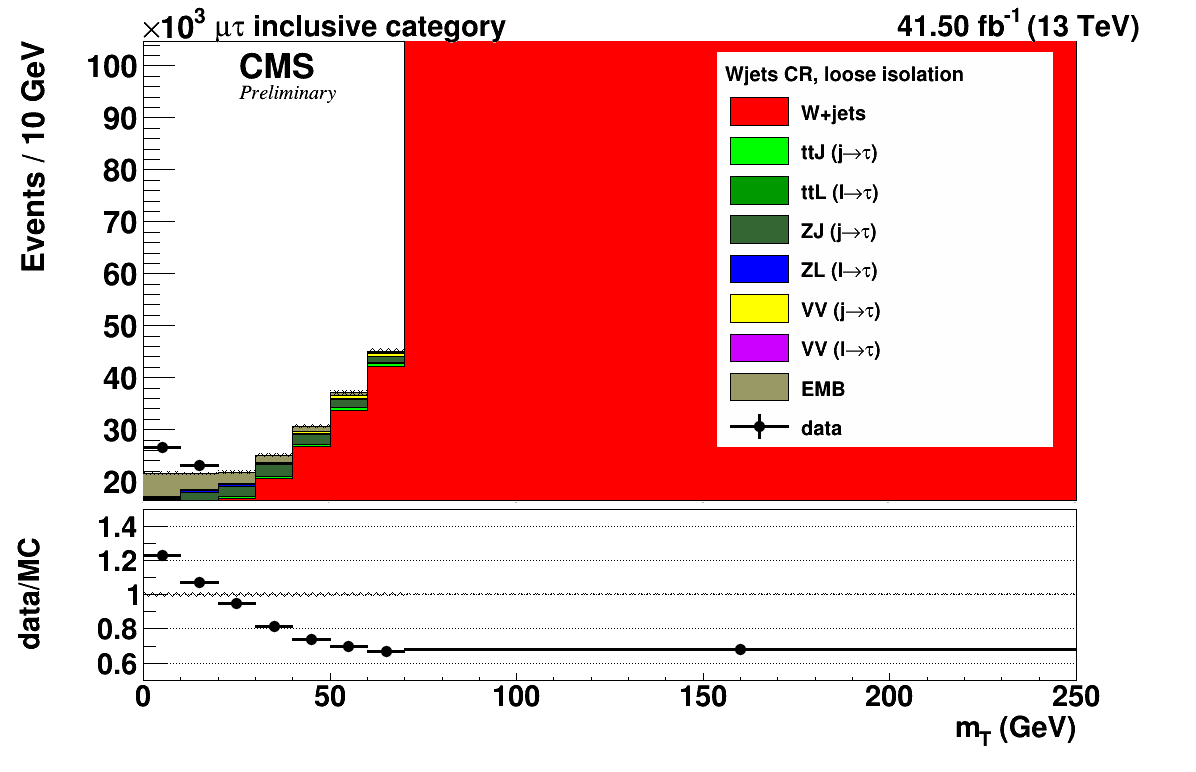 ×10³ μτ inclusive category 41.50 fb⁻¹ (13 TeV)
CMS
Preliminary
Events / 10 GeV
100
90
80
70
60
50
40
30
20
Wjets CR, loose isolation
W+jets
ttJ (j→τ)
ttL (l→τ)
ZJ (j→τ)
ZL (l→τ)
VV (j→τ)
VV (l→τ)
EMB
data
data/MC
1.4
1.2
1
0.8
0.6
0 50 100 150 200 250
m_T (GeV)